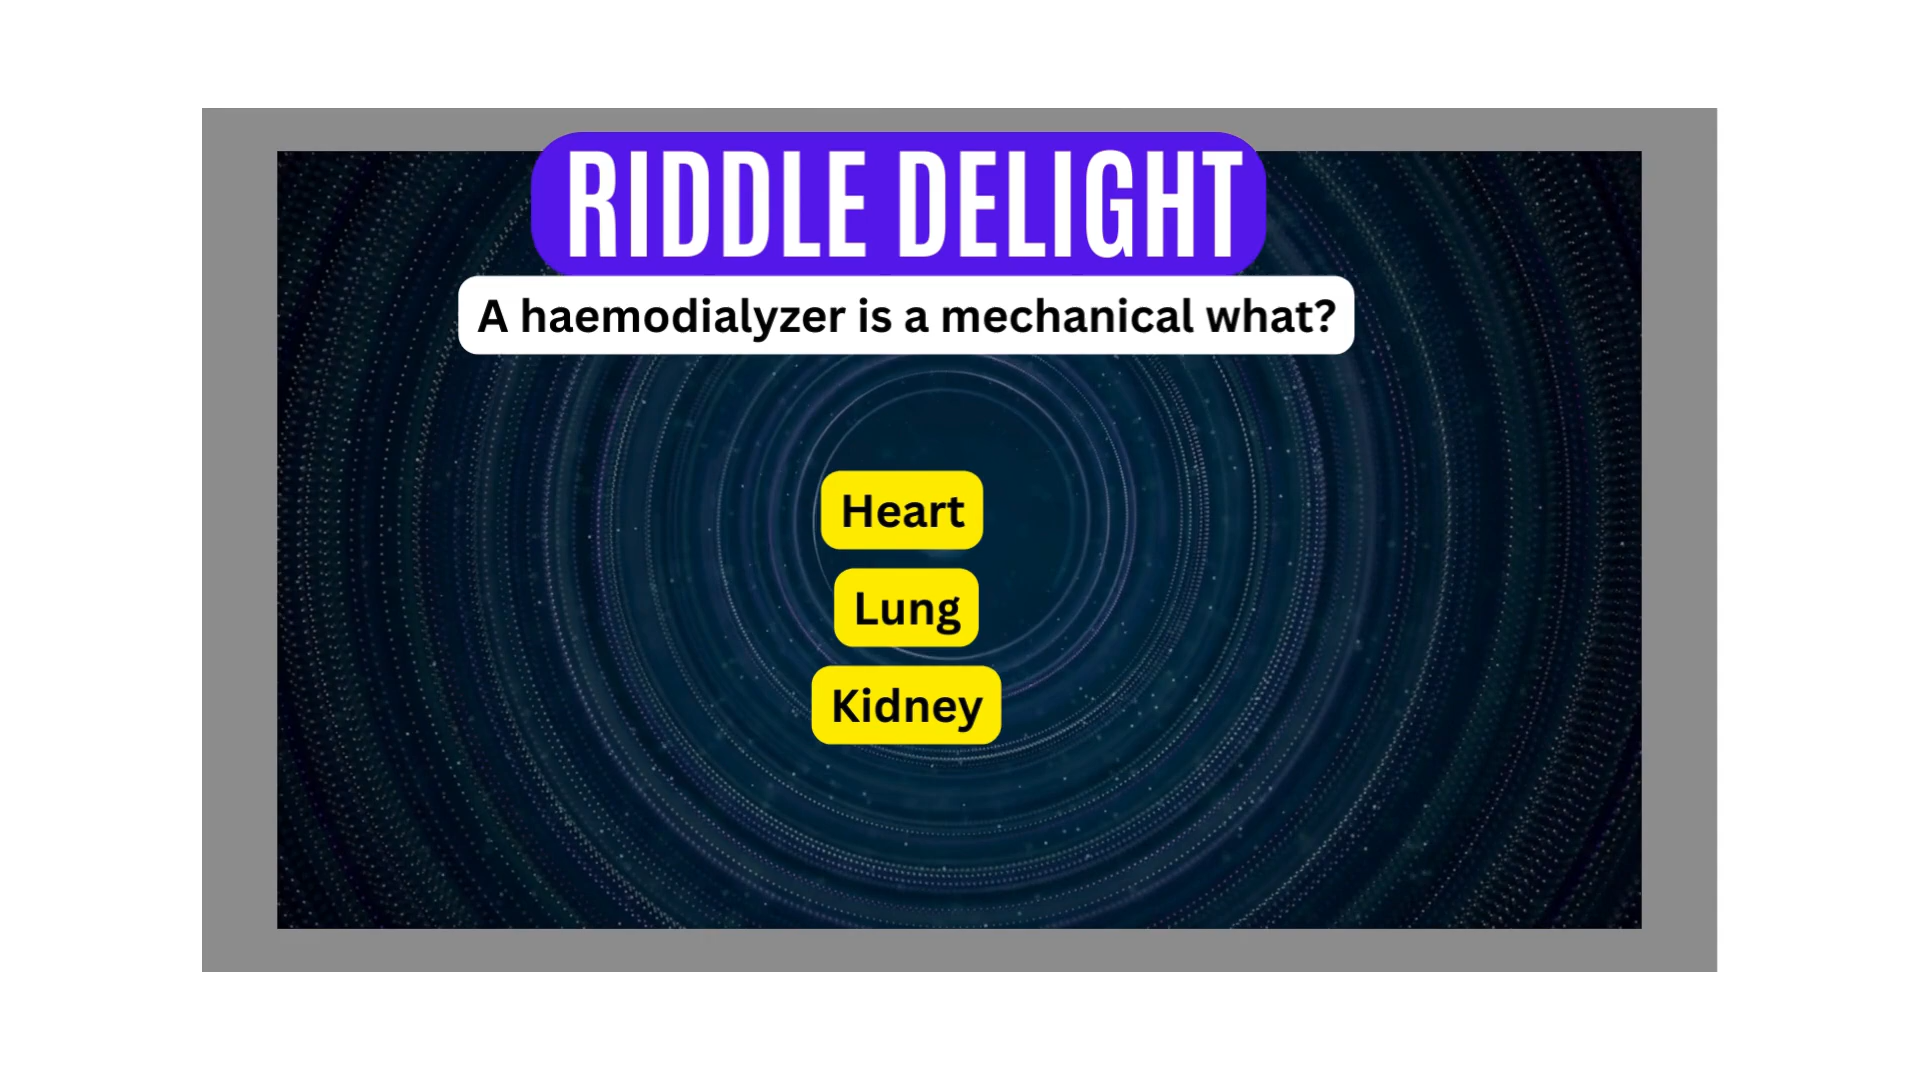 RIDDLE DELIGHT
A haemodialyzer is a mechanical what?
Heart
Lung
Kidney